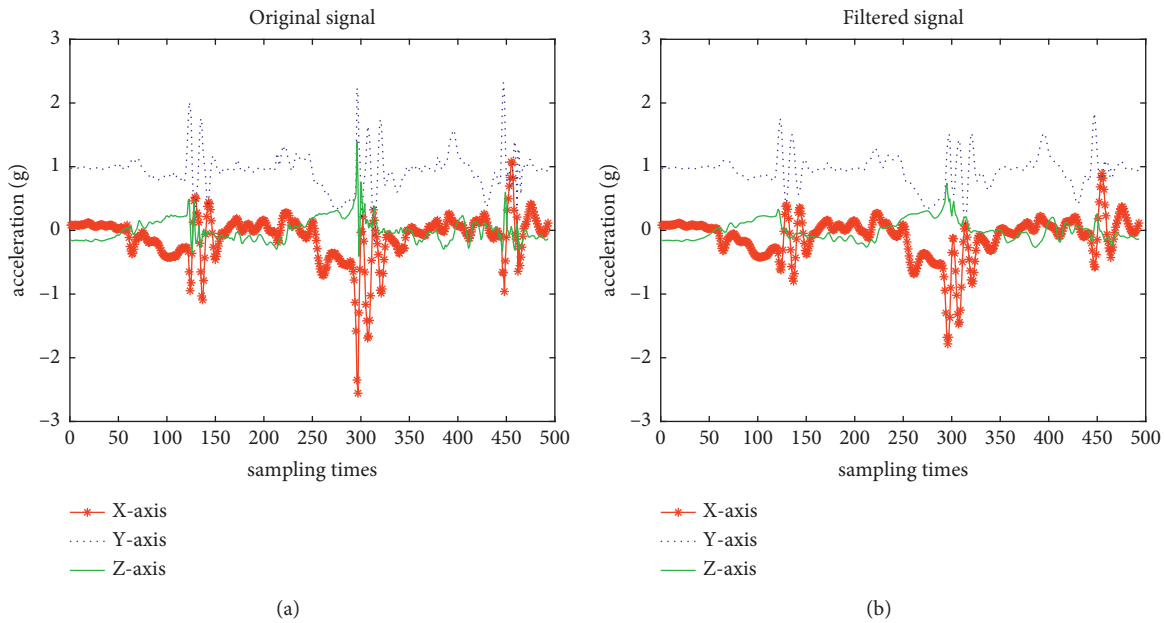 Original signal
3
2
1
0
−1
−2
−3
acceleration (g)
0 50 100 150 200 250 300 350 400 450 500
sampling times
X-axis
Y-axis
Z-axis
(a)
Filtered signal
3
2
1
0
−1
−2
−3
acceleration (g)
0 50 100 150 200 250 300 350 400 450 500
sampling times
X-axis
Y-axis
Z-axis
(b)